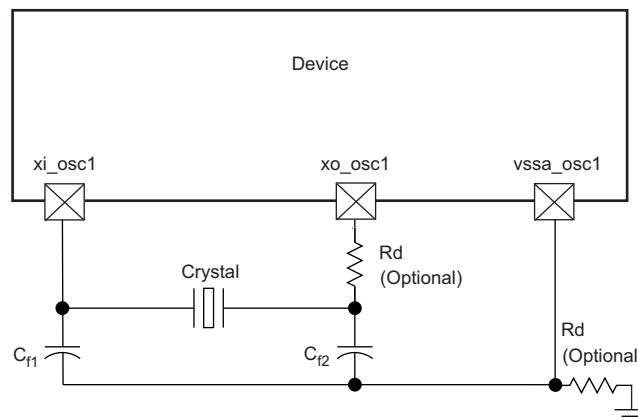 Device
xi_osc1
xo_osc1
vssa_osc1
Rd
(Optional)
Crystal
Rd
(Optional
Cf1
Cf2